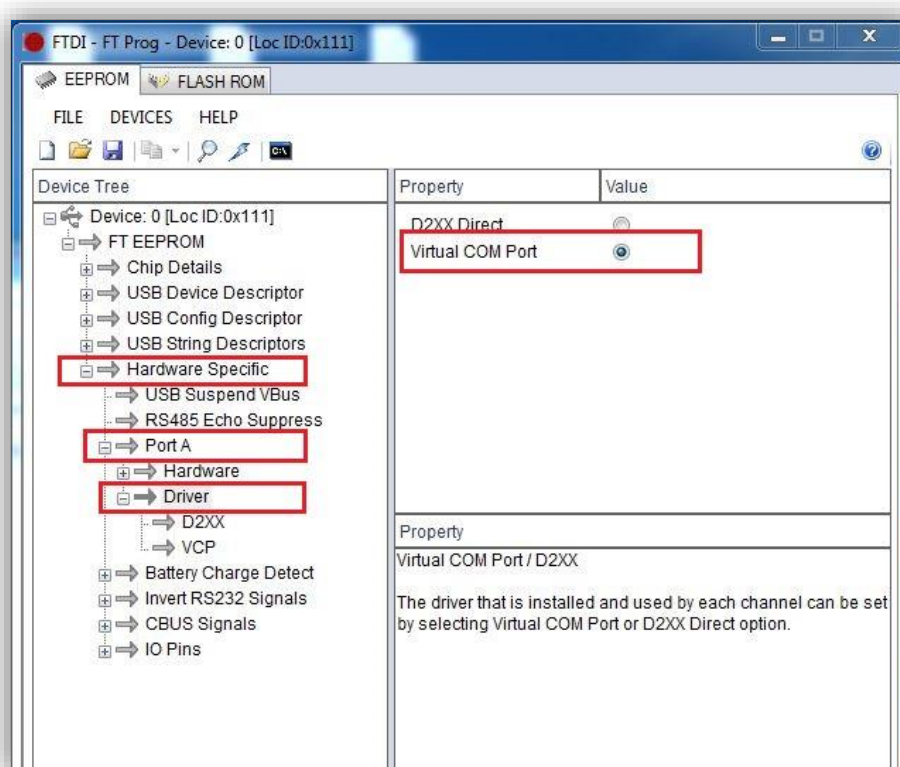 FTDI - FT Prog - Device: 0 [Loc ID:0x111]
EEPROM FLASH ROM
FILE DEVICES HELP
C:\
Device Tree
Device: 0 [Loc ID:0x111]
FT EEPROM
Chip Details
USB Device Descriptor
USB Config Descriptor
USB String Descriptors
Hardware Specific
USB Suspend VBus
RS485 Echo Suppress
Port A
Hardware
Driver
D2XX
VCP
Battery Charge Detect
Invert RS232 Signals
CBUS Signals
IO Pins
Property Value
D2XX Direct
Virtual COM Port
Property
Virtual COM Port / D2XX
The driver that is installed and used by each channel can be set
by selecting Virtual COM Port or D2XX Direct option.